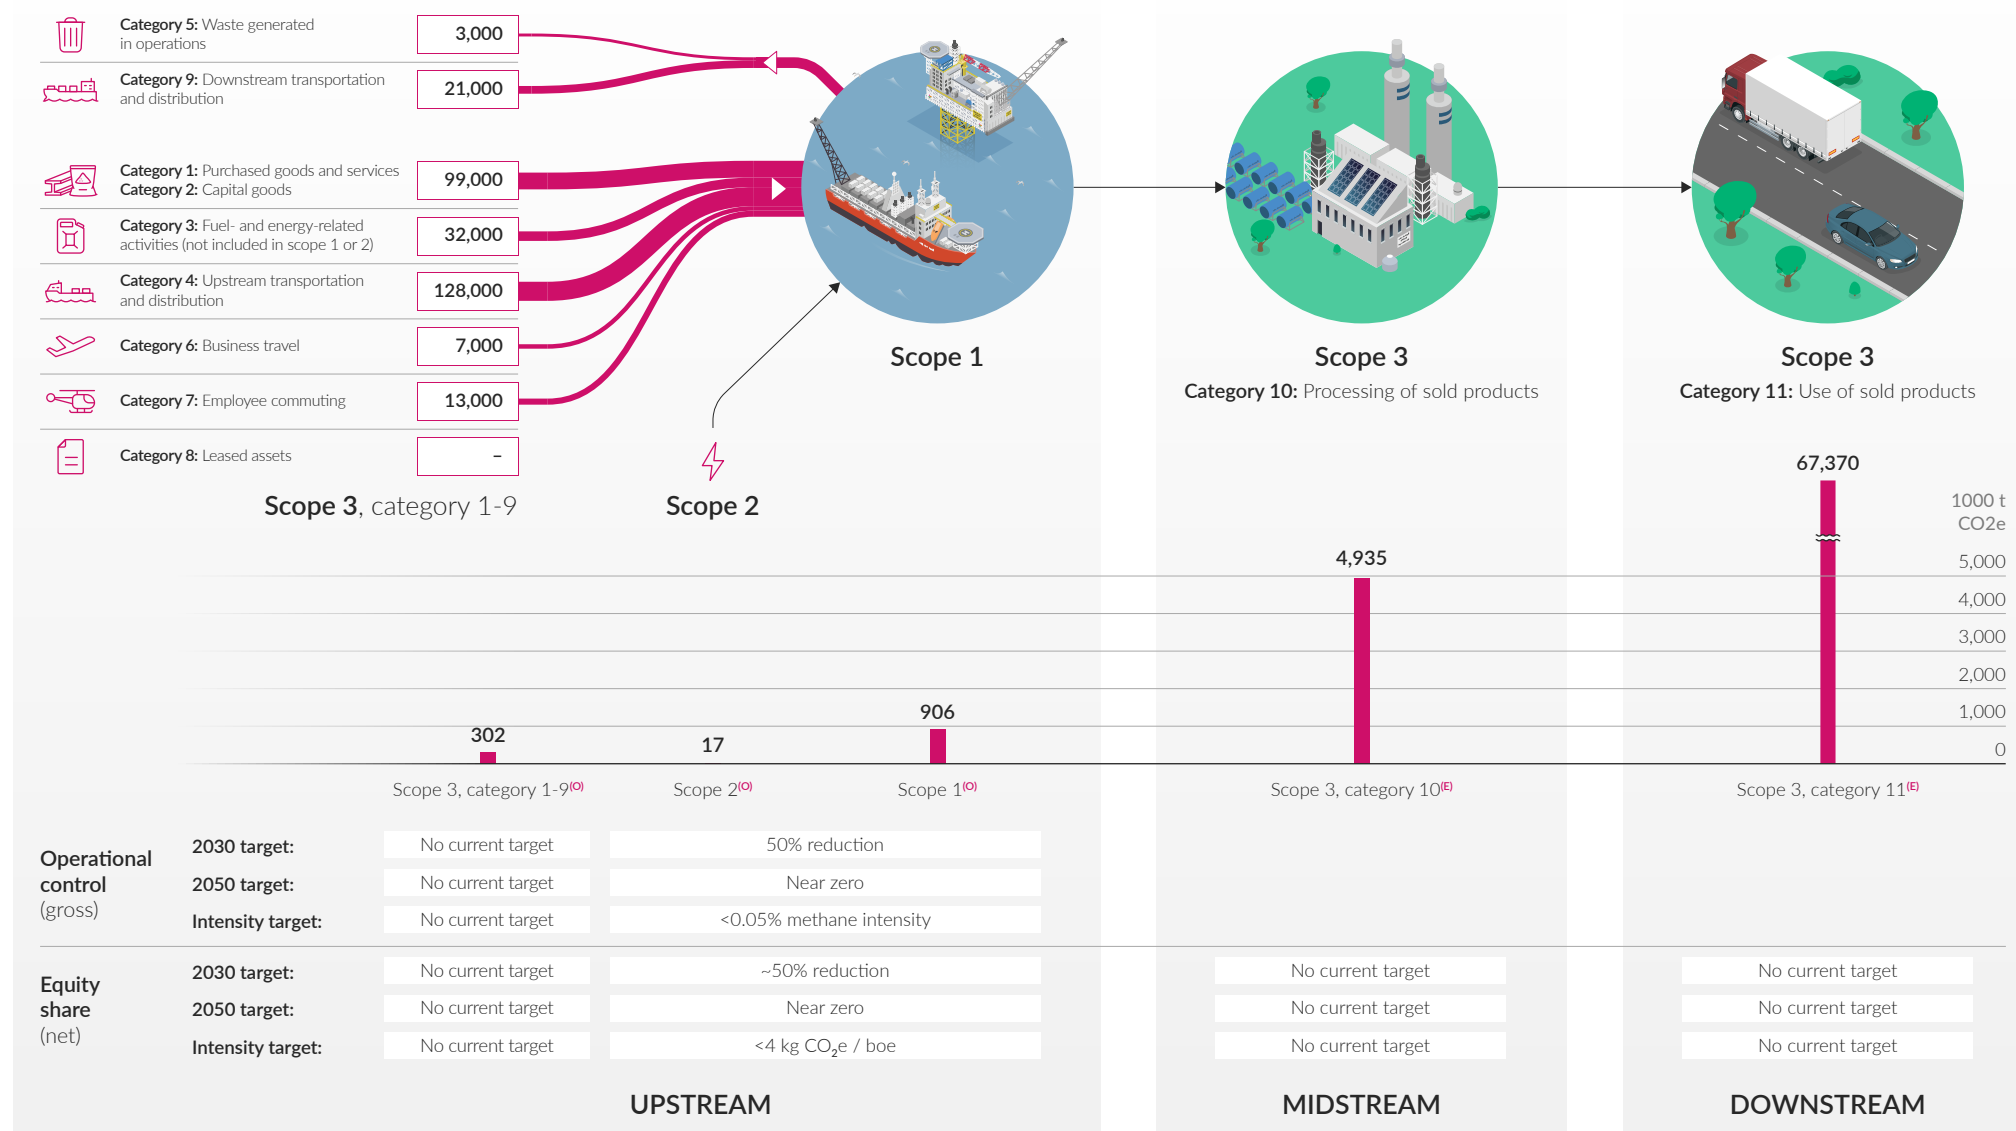 Category 5: Waste generated
in operations
3,000
Category 9: Downstream transportation
and distribution
21,000
Category 1: Purchased goods and services
Category 2: Capital goods
99,000
Category 3: Fuel- and energy-related
activities (not included in scope 1 or 2)
32,000
Category 4: Upstream transportation
and distribution
128,000
Category 6: Business travel
7,000
Category 7: Employee commuting
13,000
Category 8: Leased assets
–
Scope 3, category 1-9
Scope 2
Scope 1
Scope 3
Category 10: Processing of sold products
Scope 3
Category 11: Use of sold products
67,370
1000 t
CO2e
4,935
5,000
4,000
3,000
2,000
1,000
0
302
17
906
Scope 3, category 1-9(O)
Scope 2(O)
Scope 1(O)
Scope 3, category 10(E)
Scope 3, category 11(E)
Operational
control
(gross)
2030 target: No current target 50% reduction
2050 target: No current target Near zero
Intensity target: No current target <0.05% methane intensity
Equity
share
(net)
2030 target: No current target ~50% reduction No current target No current target
2050 target: No current target Near zero No current target No current target
Intensity target: No current target <4 kg CO₂e / boe No current target No current target
UPSTREAM
MIDSTREAM
DOWNSTREAM